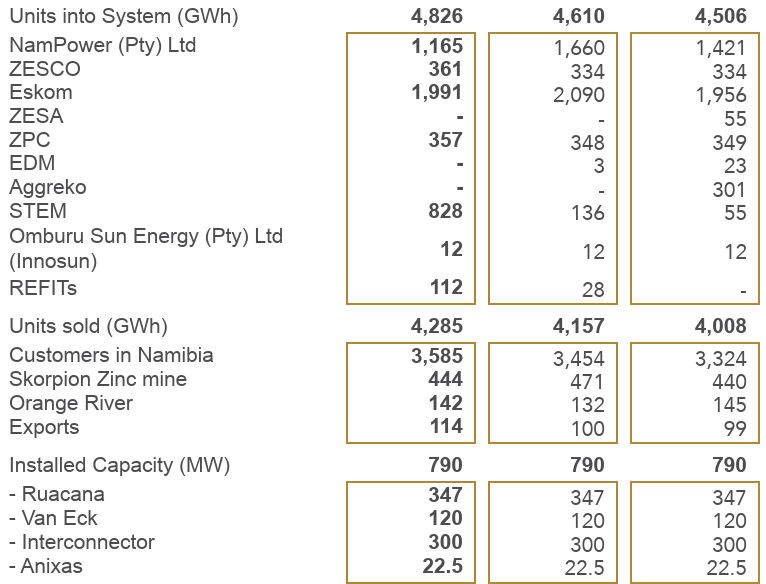 Units into System (GWh) 4,826 4,610 4,506
NamPower (Pty) Ltd 1,165 1,660 1,421
ZESCO 361 334 334
Eskom 1,991 2,090 1,956
ZESA - - 55
ZPC 357 348 349
EDM - 3 23
Aggreko - - 301
STEM 828 136 55
Omburu Sun Energy (Pty) Ltd
(Innosun) 12 12 12
REFITs 112 28 -
Units sold (GWh) 4,285 4,157 4,008
Customers in Namibia 3,585 3,454 3,324
Skorpion Zinc mine 444 471 440
Orange River 142 132 145
Exports 114 100 99
Installed Capacity (MW) 790 790 790
- Ruacana 347 347 347
- Van Eck 120 120 120
- Interconnector 300 300 300
- Anixas 22.5 22.5 22.5